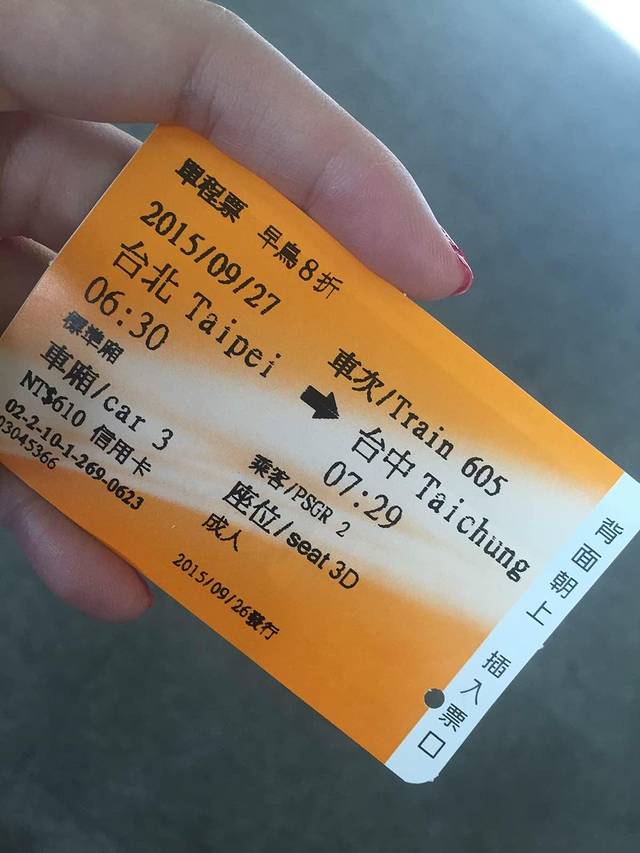 單程票 早鳥8折
2015/09/27 車次/Train 605
台北 Taipei → 台中 Taichung
06:30 07:29
標準廂 乘客/PSGR 2
車廂/car 3 座位/seat 3D
NT$610 信用卡 成人
02-2-10-1-269-0623
03045366 2015/09/26發行
背面朝上 插入票口